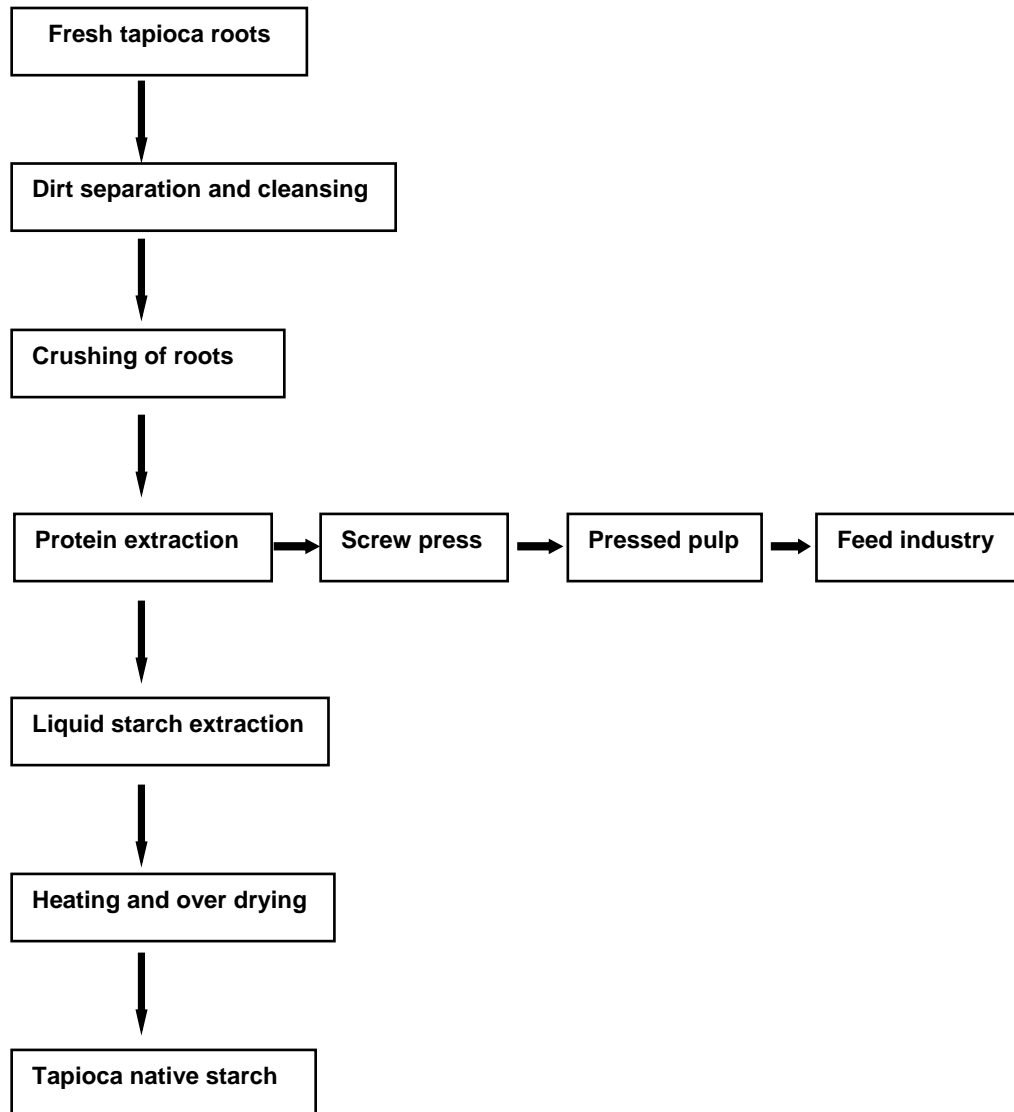 Fresh tapioca roots
Dirt separation and cleansing
Crushing of roots
Protein extraction
Screw press
Pressed pulp
Feed industry
Liquid starch extraction
Heating and over drying
Tapioca native starch